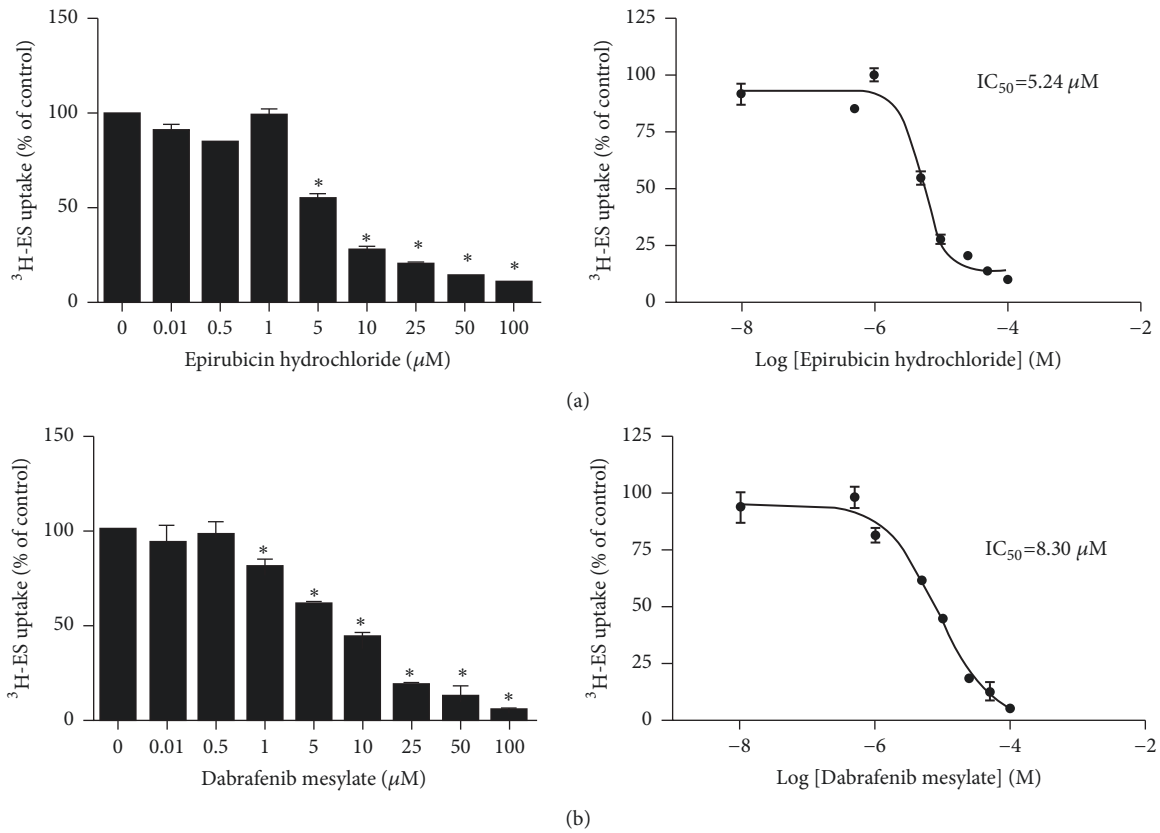 150
100
50
0
³H-ES uptake (% of control)
* * * * *
0 0.01 0.5 1 5 10 25 50 100
Epirubicin hydrochloride (μM)
125
100
75
50
25
0
³H-ES uptake (% of control)
IC₅₀=5.24 μM
−8 −6 −4 −2
Log [Epirubicin hydrochloride] (M)
(a)
150
100
50
0
³H-ES uptake (% of control)
* * * * * *
0 0.01 0.5 1 5 10 25 50 100
Dabrafenib mesylate (μM)
125
100
75
50
25
0
³H-ES uptake (% of control)
IC₅₀=8.30 μM
−8 −6 −4 −2
Log [Dabrafenib mesylate] (M)
(b)